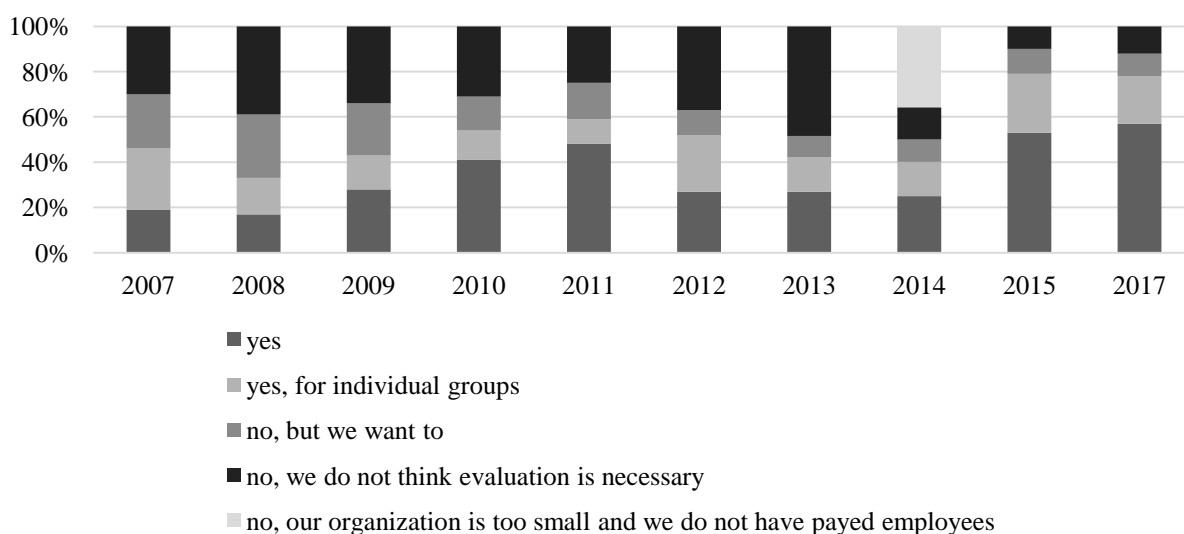 100%
80%
60%
40%
20%
0%
2007 2008 2009 2010 2011 2012 2013 2014 2015 2017
yes
yes, for individual groups
no, but we want to
no, we do not think evaluation is necessary
no, our organization is too small and we do not have payed employees